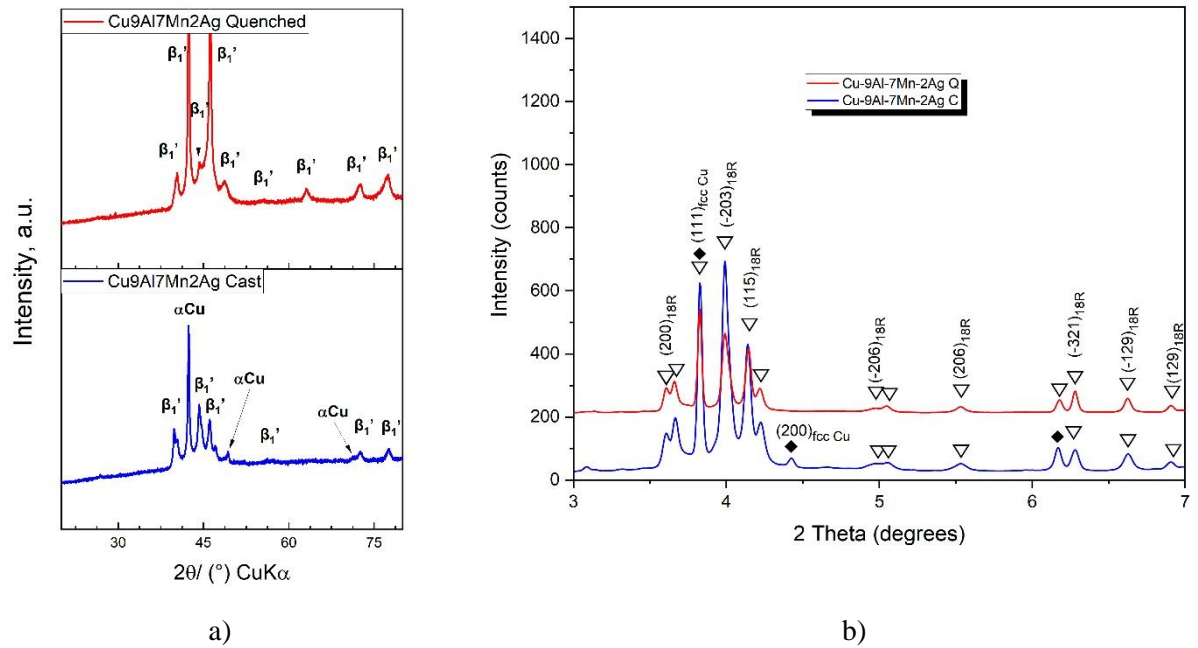 Cu9Al7Mn2Ag Quenched
β₁’
β₁’
β₁’
β₁’
β₁’
β₁’
β₁’
β₁’
β₁’
Cu9Al7Mn2Ag Cast
αCu
αCu
β₁’
β₁’
β₁’
αCu
β₁’
β₁’
β₁’
Intensity, a.u.
30
45
60
75
2θ/ (°) CuKα
a)
Intensity (counts)
1400
1200
1000
800
600
400
200
0
Cu-9Al-7Mn-2Ag Q
Cu-9Al-7Mn-2Ag C
(200)18R
(111)fcc Cu
(-203)18R
(115)18R
(200)fcc Cu
(-206)18R
(206)18R
(-321)18R
(-129)18R
(129)18R
3
4
5
6
7
2 Theta (degrees)
b)